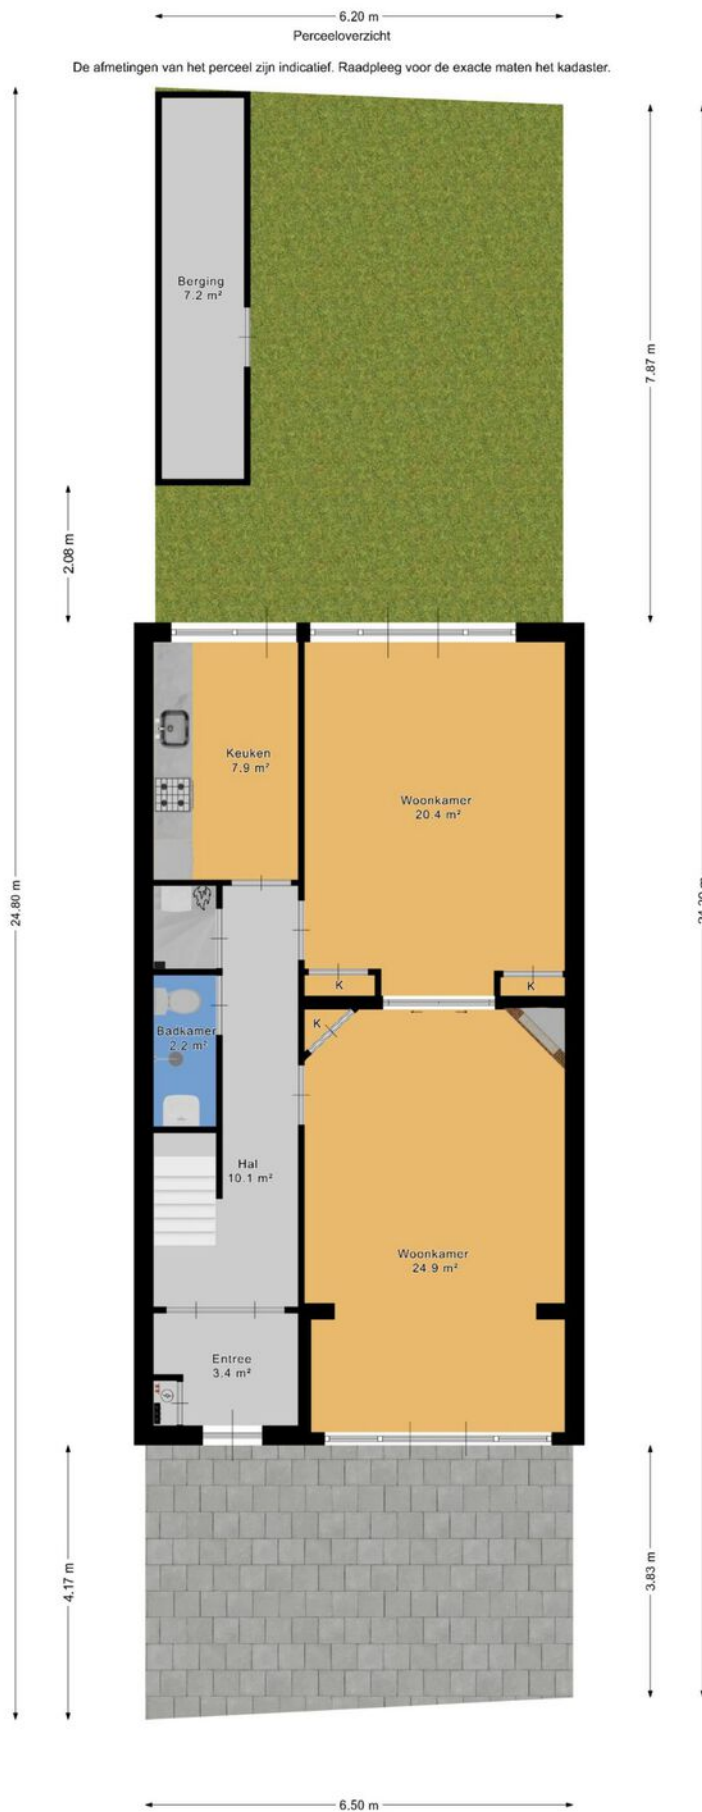 6.20 m
Perceeloverzicht
De afmetingen van het perceel zijn indicatief. Raadpleeg voor de exacte maten het kadaster.
Berging
7.2 m²
7.87 m
2.08 m
Keuken
7.9 m²
Woonkamer
20.4 m²
24.80 m
K
K
K
Badkamer
2.2 m²
Hal
10.1 m²
Woonkamer
24.9 m²
Entree
3.4 m²
4.17 m
3.83 m
6.50 m